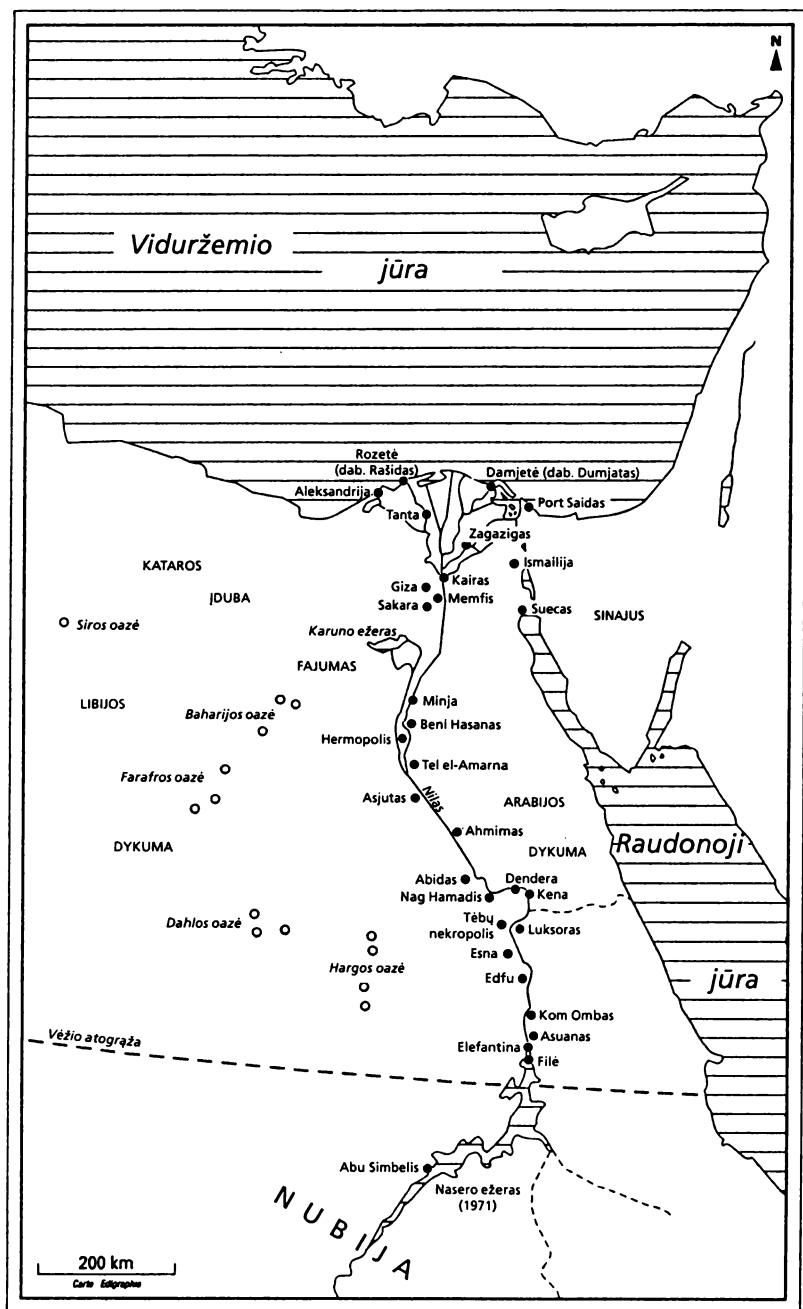 N
Viduržemio
jūra
Rozetė
(dab. Rašidas)
Damjetė (dab. Dumjatas)
Aleksandrija
Port Saidas
Tanta
Zagazigas
KATAROS
Ismailija
Kairas
Giza
ĮDUBA
Memfis
Sakara
Suecas
SINAJUS
Siros oazė
Karuno ežeras
FAJUMAS
LIBIJOS
Minja
Baharijos oazė
Beni Hasanas
Hermopolis
Tel el-Amarna
Farafros oazė
Nilas
Asjutas
ARABIJOS
Ahmimas
Raudonoji
DYKUMA
DYKUMA
Abidas
Dendera
Nag Hamadis
Kena
Dahlos oazė
Tėbų
nekropolis
Luksoras
Hargos oazė
Esna
Edfu
jūra
Kom Ombas
Vėžio atogrąža
Asuanas
Elefantina
Filė
Abu Simbelis
Nasero ežeras
(1971)
NUBIJA
200 km
Carte Edigraphie